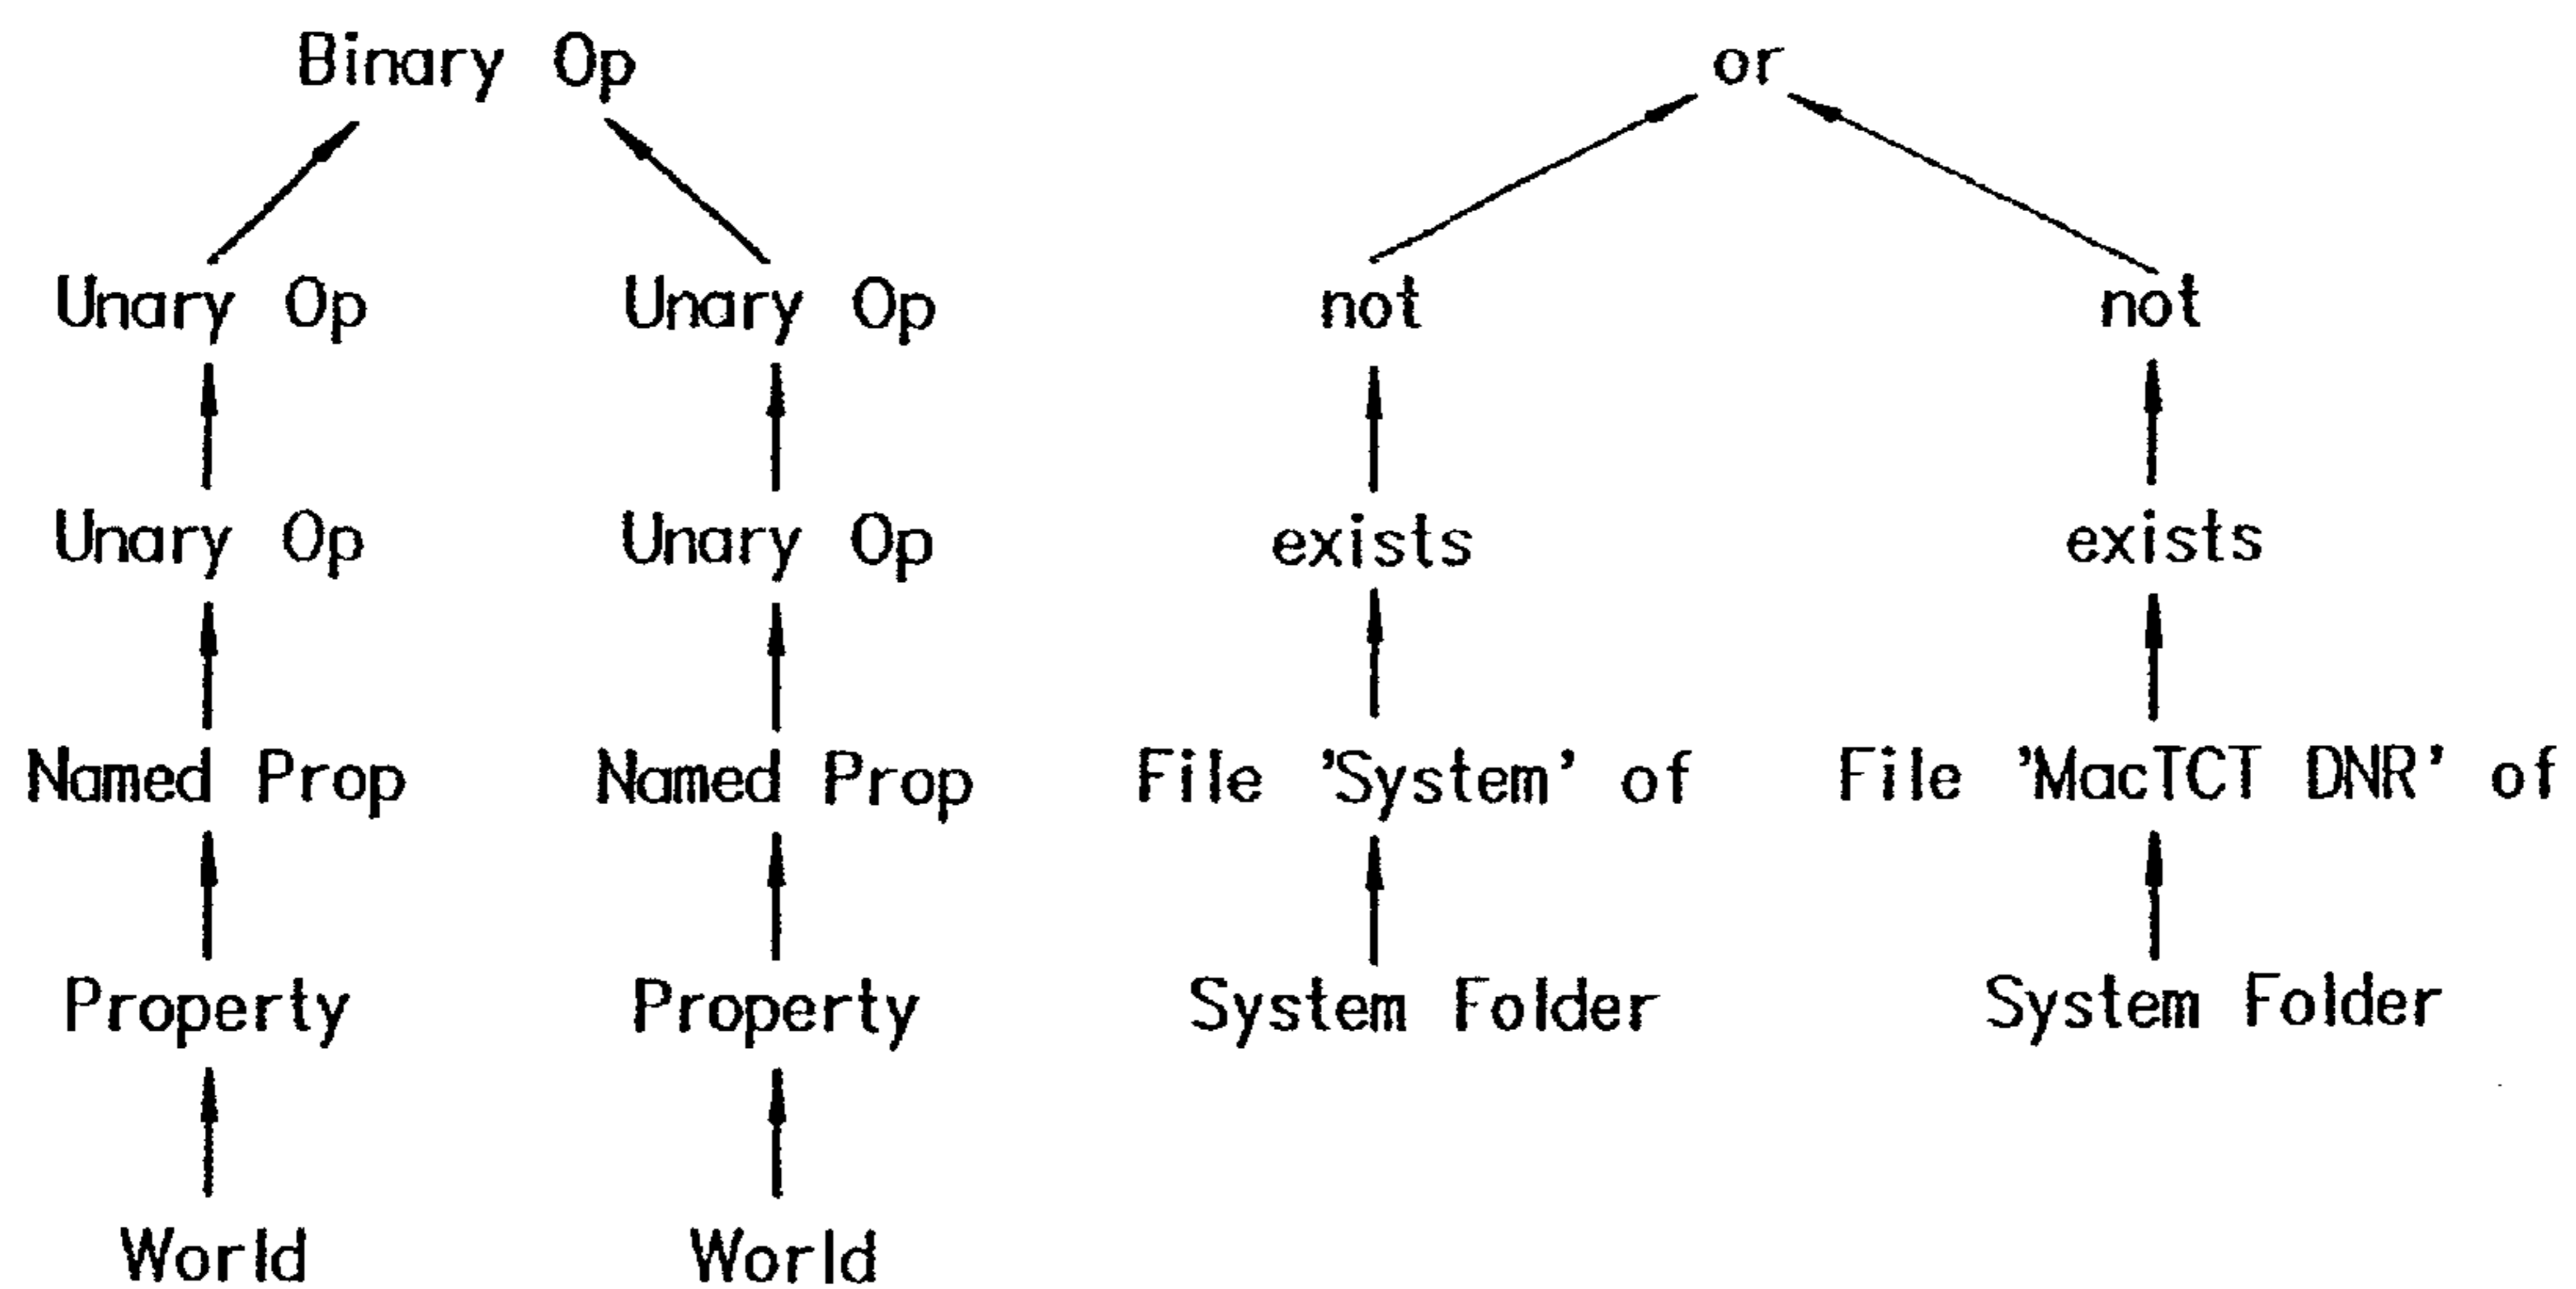 Binary Op
or
Unary Op
Unary Op
not
not
Unary Op
Unary Op
exists
exists
Named Prop
Named Prop
File 'System' of
File 'MacTCT DNR' of
Property
Property
System Folder
System Folder
World
World